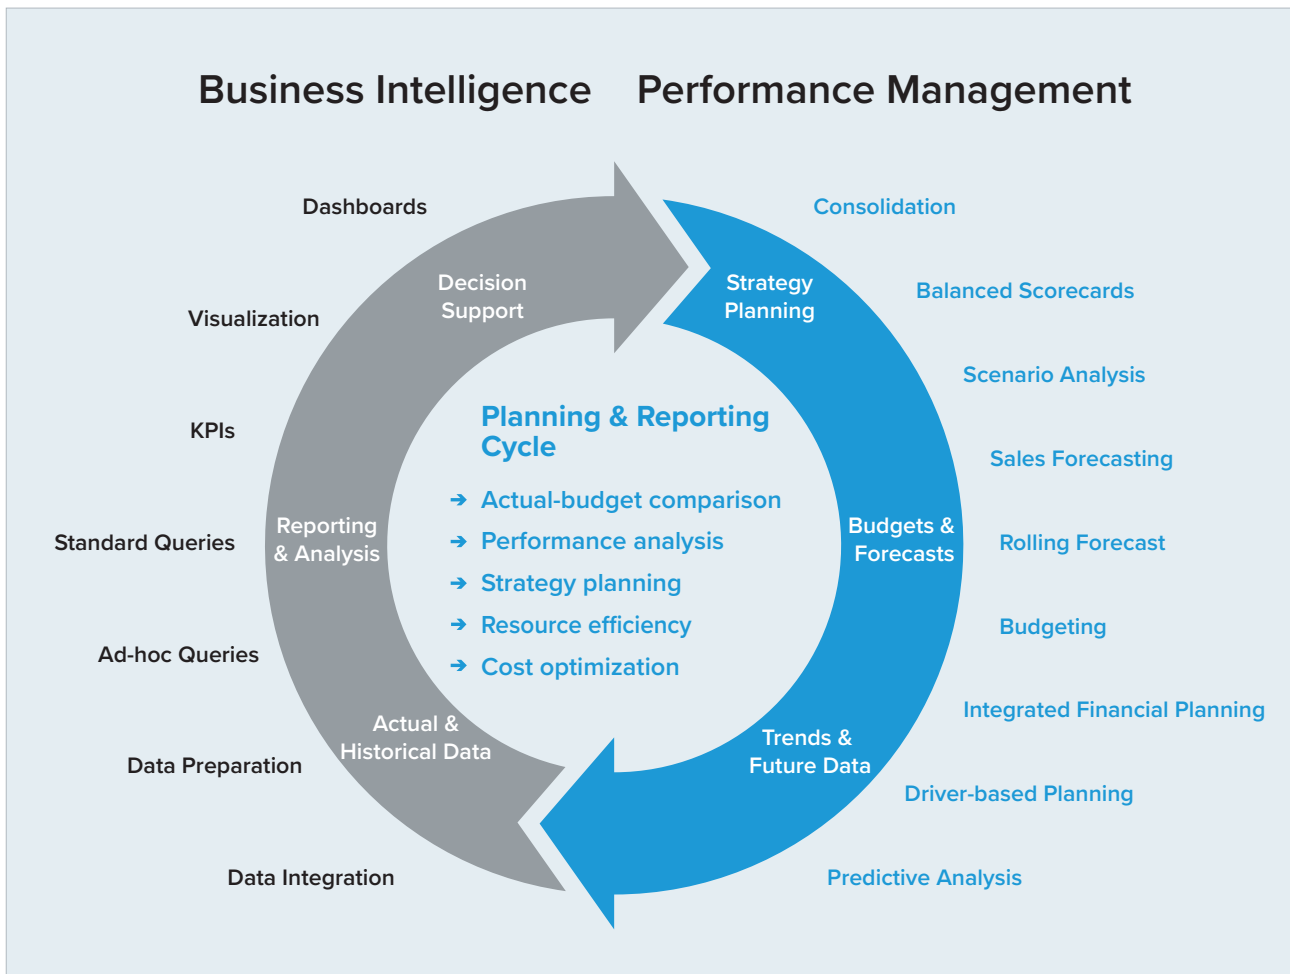 Business Intelligence
Performance Management
Dashboards
Visualization
KPIs
Standard Queries
Ad-hoc Queries
Data Preparation
Data Integration
Decision
Support
Reporting
& Analysis
Actual &
Historical Data
Planning & Reporting
Cycle
➔ Actual-budget comparison
➔ Performance analysis
➔ Strategy planning
➔ Resource efficiency
➔ Cost optimization
Strategy
Planning
Budgets &
Forecasts
Trends &
Future Data
Consolidation
Balanced Scorecards
Scenario Analysis
Sales Forecasting
Rolling Forecast
Budgeting
Integrated Financial Planning
Driver-based Planning
Predictive Analysis